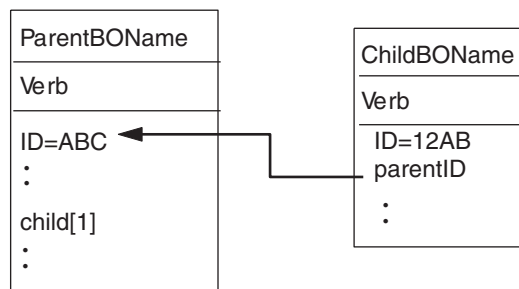 ParentBOName
Verb
ID=ABC
:
child[1]
:
ChildBOName
Verb
ID=12AB
parentID
: